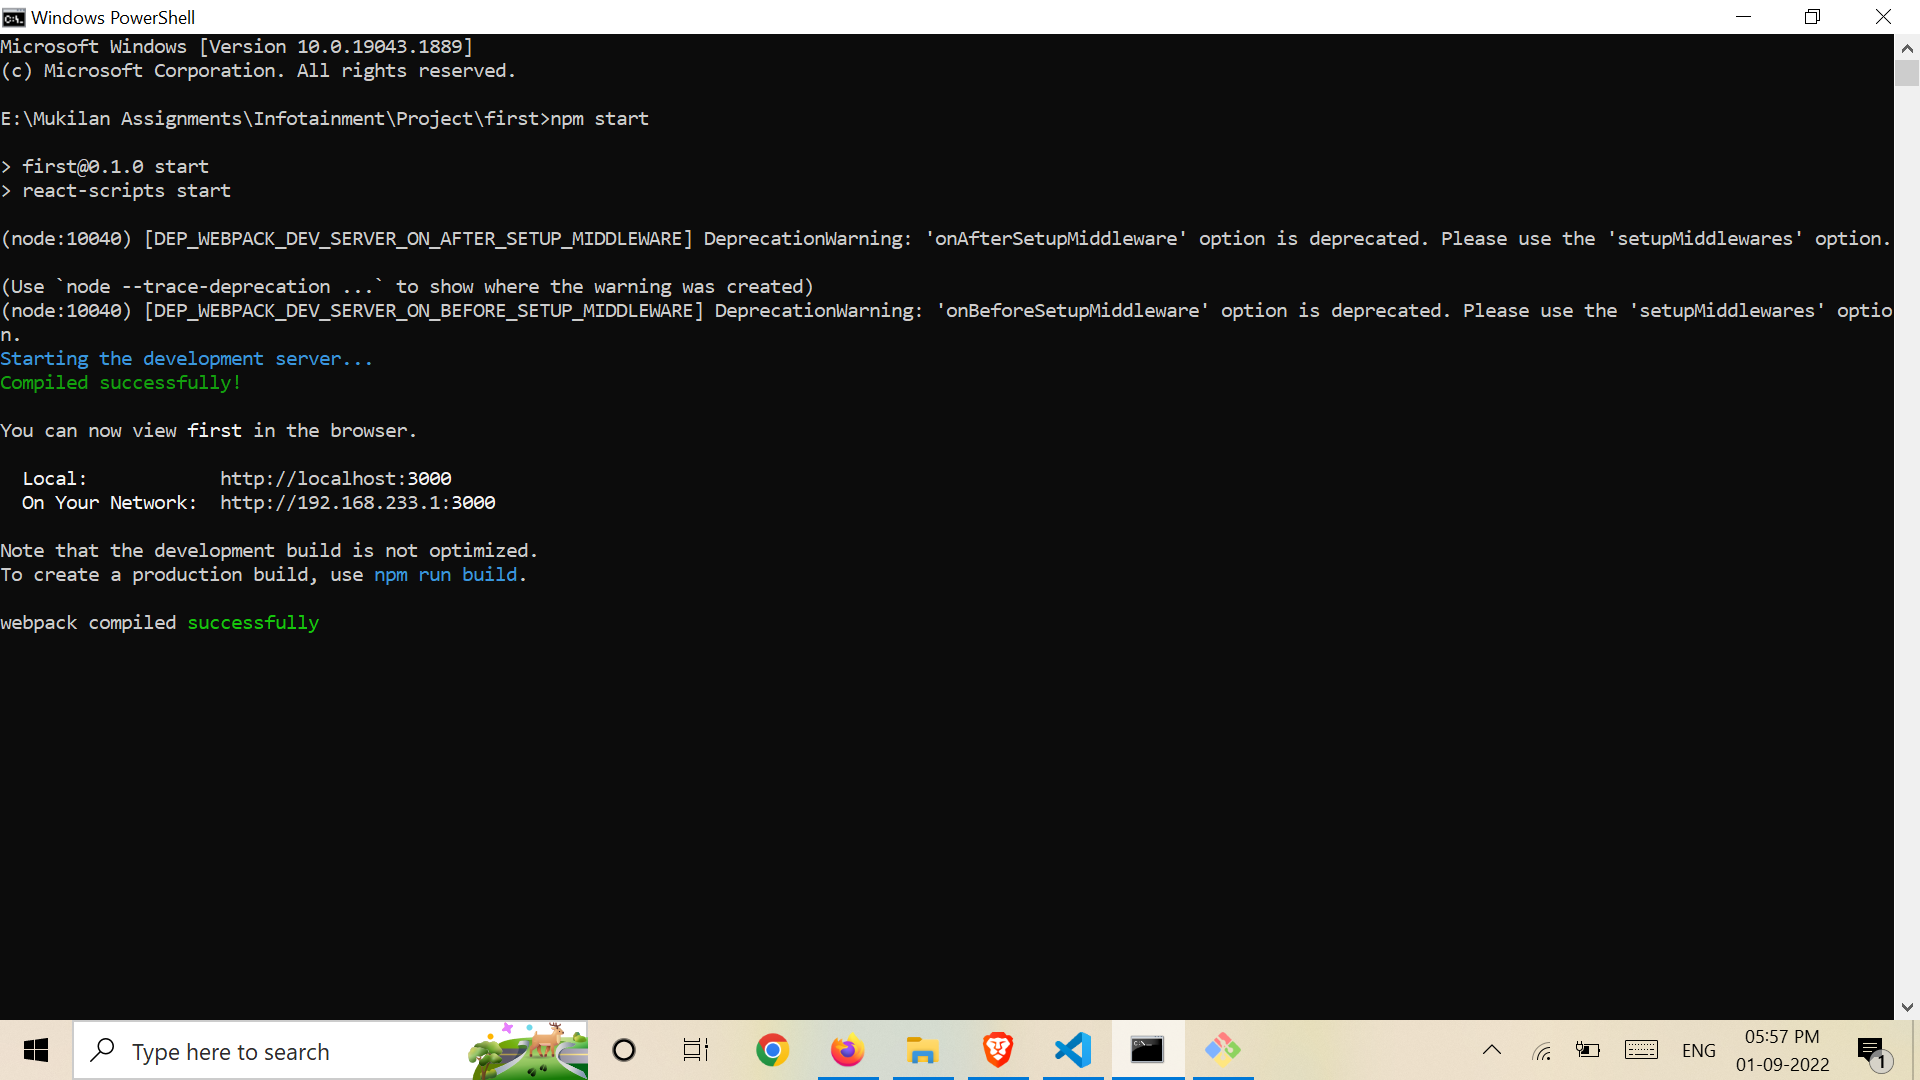 Windows PowerShell
Microsoft Windows [Version 10.0.19043.1889]
(c) Microsoft Corporation. All rights reserved.
E:\Mukilan Assignments\Infotainment\Project\first>npm start
> first@0.1.0 start
> react-scripts start
(node:10040) [DEP_WEBPACK_DEV_SERVER_ON_AFTER_SETUP_MIDDLEWARE] DeprecationWarning: 'onAfterSetupMiddleware' option is deprecated. Please use the 'setupMiddlewares' option.
(Use `node --trace-deprecation ...` to show where the warning was created)
(node:10040) [DEP_WEBPACK_DEV_SERVER_ON_BEFORE_SETUP_MIDDLEWARE] DeprecationWarning: 'onBeforeSetupMiddleware' option is deprecated. Please use the 'setupMiddlewares' optio
n.
Starting the development server...
Compiled successfully!
You can now view first in the browser.
Local: http://localhost:3000
On Your Network: http://192.168.233.1:3000
Note that the development build is not optimized.
To create a production build, use npm run build.
webpack compiled successfully
Type here to search
ENG
05:57 PM
01-09-2022
1